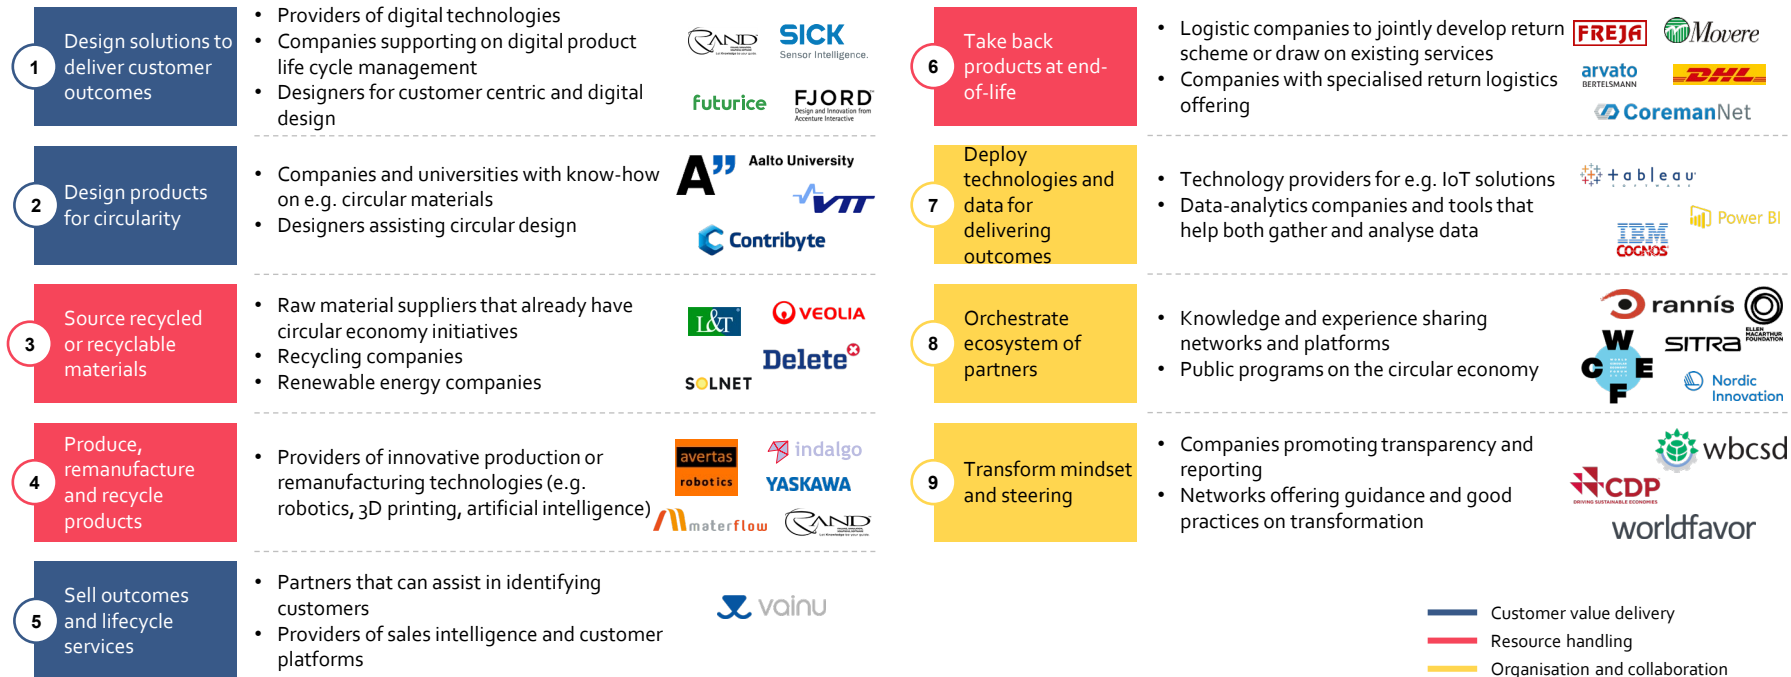 1
Design solutions to
deliver customer
outcomes
• Providers of digital technologies
• Companies supporting on digital product
life cycle management
• Designers for customer centric and digital
design
RAND
SICK
Sensor Intelligence.
futurice
FJORD
Design and Innovation from
Accenture Interactive
2
Design products
for circularity
• Companies and universities with know-how
on e.g. circular materials
• Designers assisting circular design
A”
Aalto University
VTT
Contribyte
3
Source recycled
or recyclable
materials
• Raw material suppliers that already have
circular economy initiatives
• Recycling companies
• Renewable energy companies
L&T
VEOLIA
Delete
SOLNET
4
Produce,
remanufacture
and recycle
products
• Providers of innovative production or
remanufacturing technologies (e.g.
robotics, 3D printing, artificial intelligence)
avertas
robotics
indalgo
YASKAWA
materflow
RAND
5
Sell outcomes
and lifecycle
services
• Partners that can assist in identifying
customers
• Providers of sales intelligence and customer
platforms
vainu
6
Take back
products at end-
of-life
• Logistic companies to jointly develop return
scheme or draw on existing services
• Companies with specialised return logistics
offering
FREJA
Movere
arvato
BERTELSMANN
DHL
CoremanNet
7
Deploy
technologies and
data for
delivering
outcomes
• Technology providers for e.g. IoT solutions
• Data-analytics companies and tools that
help both gather and analyse data
tableau
SOFTWARE
Power BI
IBM
COGNOS
8
Orchestrate
ecosystem of
partners
• Knowledge and experience sharing
networks and platforms
• Public programs on the circular economy
rannís
ELLEN
MACARTHUR
FOUNDATION
WCEF
SITRA
Nordic
Innovation
9
Transform mindset
and steering
• Companies promoting transparency and
reporting
• Networks offering guidance and good
practices on transformation
wbcsd
CDP
DRIVING SUSTAINABLE ECONOMIES
worldfavor
Customer value delivery
Resource handling
Organisation and collaboration